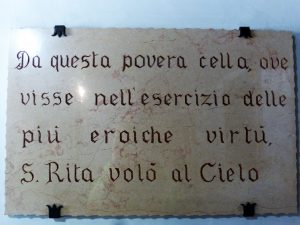 Da questa povera cella, ove
visse nell'esercizio delle
più eroiche virtù,
S. Rita volò al Cielo